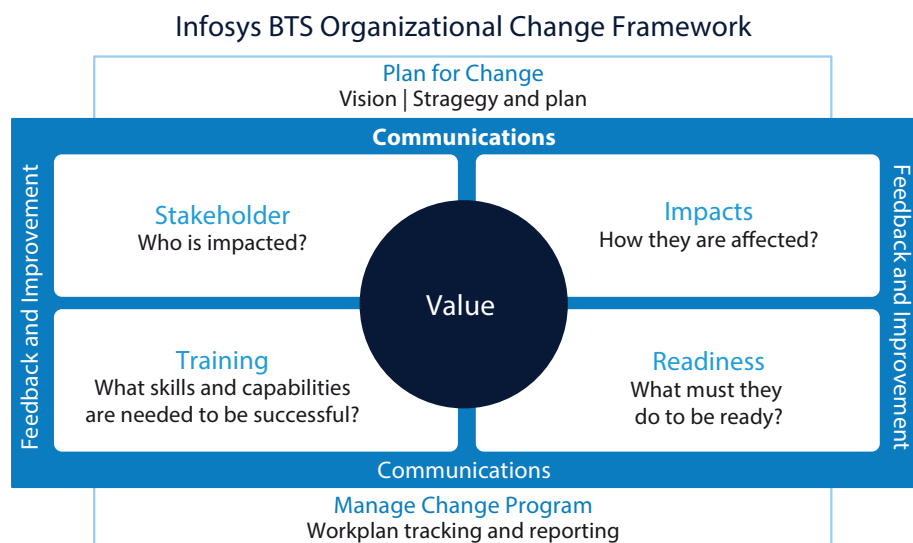 Infosys BTS Organizational Change Framework
Plan for Change
Vision | Stragegy and plan
Communications
Feedback and Improvement
Stakeholder
Who is impacted?
Impacts
How they are affected?
Feedback and Improvement
Value
Training
What skills and capabilities
are needed to be successful?
Readiness
What must they
do to be ready?
Communications
Manage Change Program
Workplan tracking and reporting